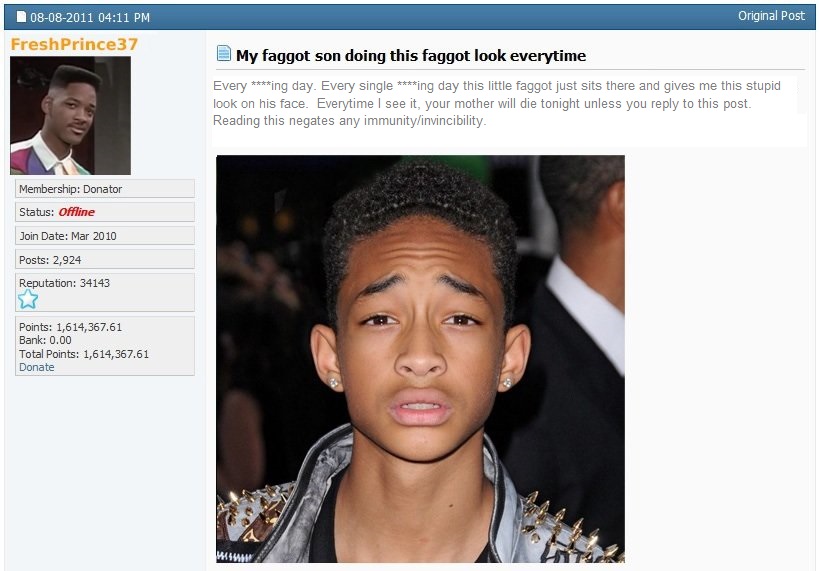 08-08-2011 04:11 PM
Original Post
FreshPrince37
My faggot son doing this faggot look everytime
Every ****ing day. Every single ****ing day this little faggot just sits there and gives me this stupid
look on his face.  Everytime I see it, your mother will die tonight unless you reply to this post.
Reading this negates any immunity/invincibility.
Membership: Donator
Status: Offline
Join Date: Mar 2010
Posts: 2,924
Reputation: 34143
Points: 1,614,367.61
Bank: 0.00
Total Points: 1,614,367.61
Donate